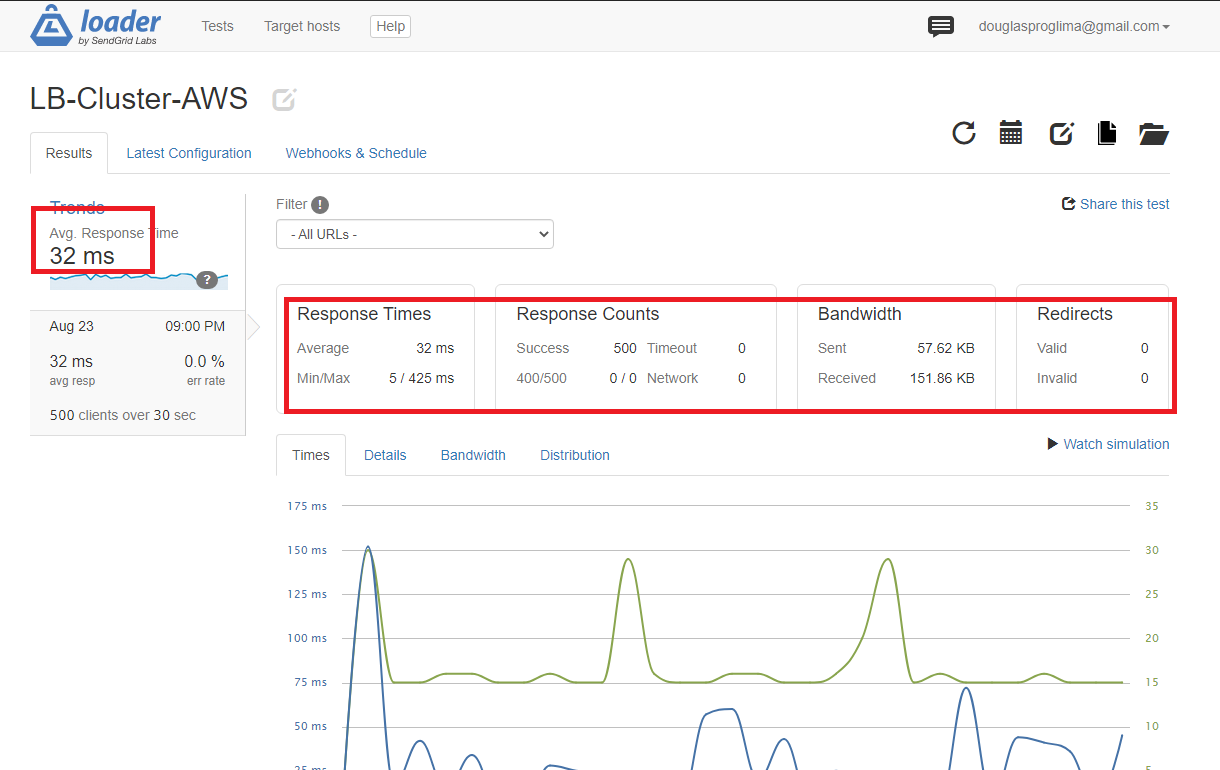 loader
by SendGrid Labs
Tests
Target hosts
Help
douglasproglima@gmail.com
LB-Cluster-AWS
Results
Latest Configuration
Webhooks & Schedule
Trends
Avg. Response Time
32 ms
?
Aug 23 09:00 PM
32 ms 0.0 %
avg resp err rate
500 clients over 30 sec
Filter !
Share this test
- All URLs -
Response Times
Average 32 ms
Min/Max 5 / 425 ms
Response Counts
Success 500 Timeout 0
400/500 0 / 0 Network 0
Bandwidth
Sent 57.62 KB
Received 151.86 KB
Redirects
Valid 0
Invalid 0
Times
Details
Bandwidth
Distribution
Watch simulation
175 ms 35
150 ms 30
125 ms 25
100 ms 20
75 ms 15
50 ms 10
25 ms 5